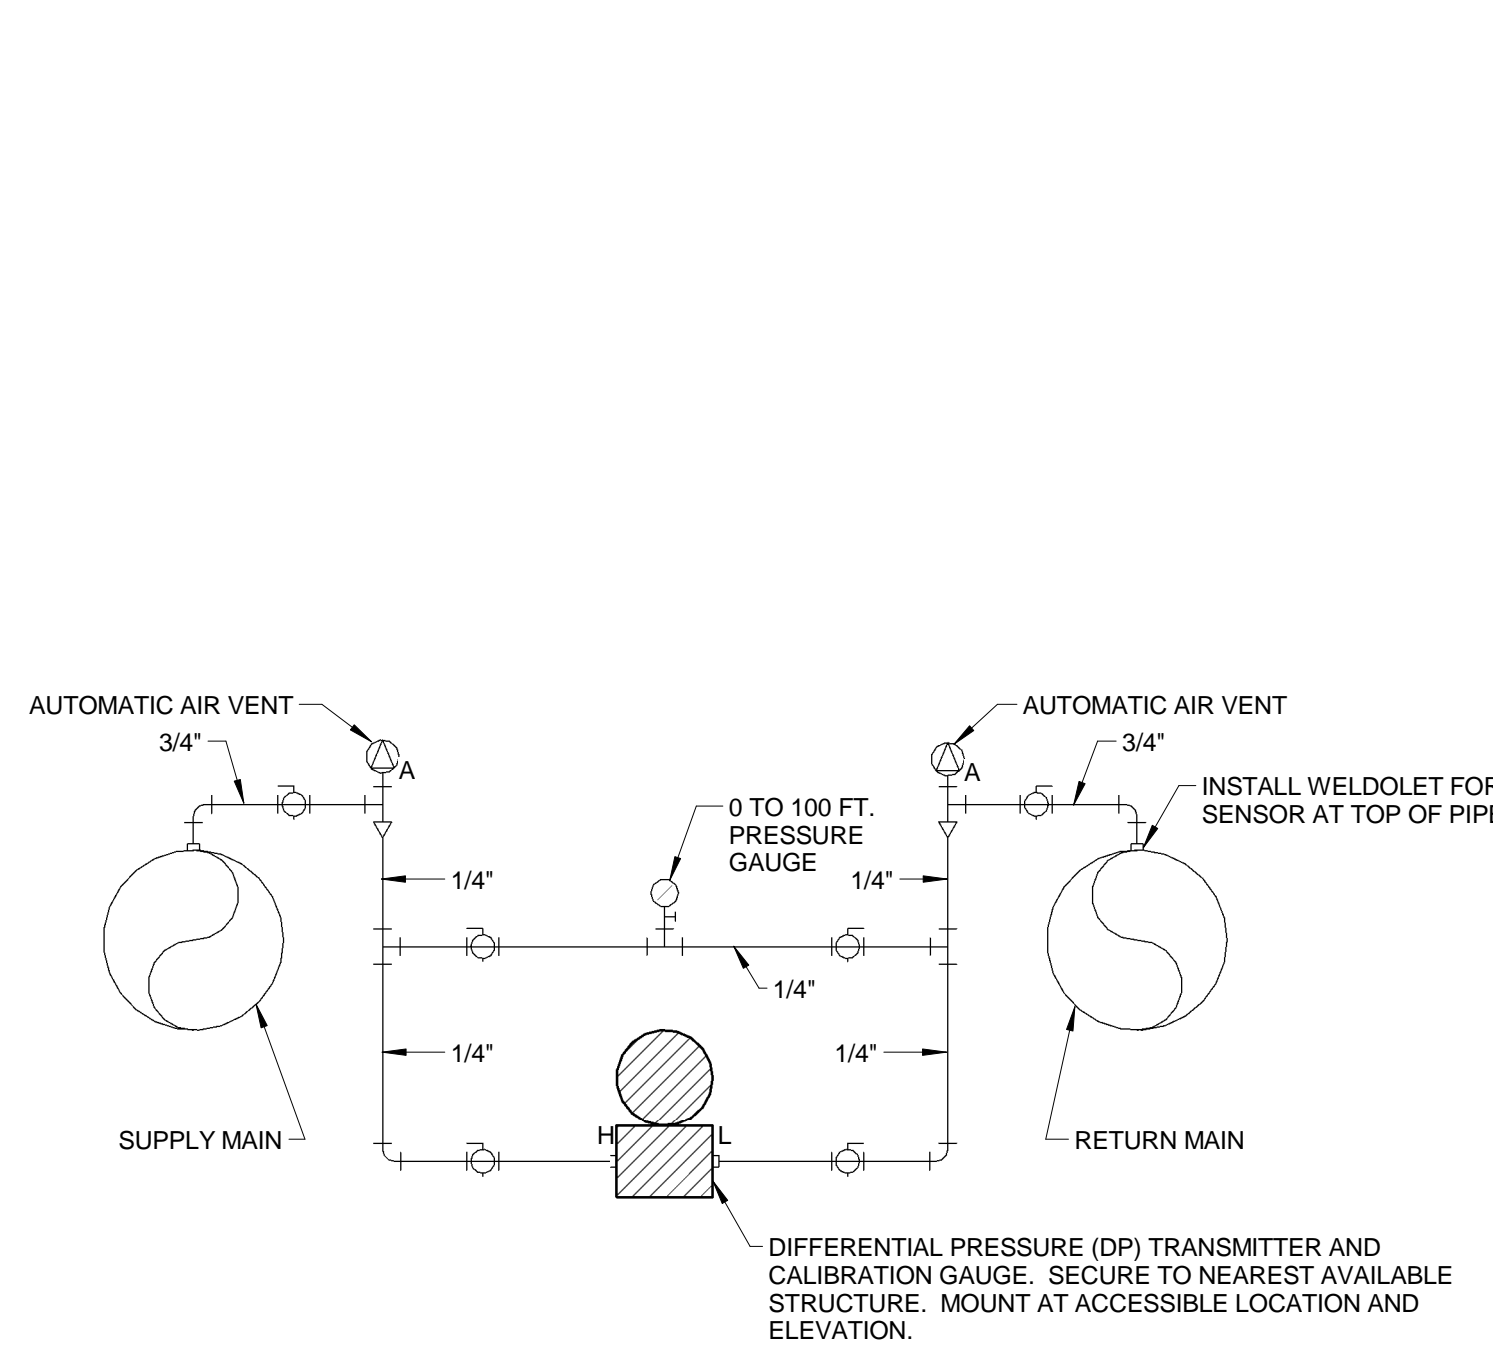 AUTOMATIC AIR VENT
3/4"
A
AUTOMATIC AIR VENT
3/4"
A
INSTALL WELDOLET FOR
SENSOR AT TOP OF
0 TO 100 FT.
PRESSURE
GAUGE
1/4"
1/4"
1/4"
1/4"
1/4"
SUPPLY MAIN
H
L
RETURN MAIN
DIFFERENTIAL PRESSURE (DP) TRANSMITTER AND
CALIBRATION GAUGE. SECURE TO NEAREST AVAILABLE
STRUCTURE. MOUNT AT ACCESSIBLE LOCATION AND
ELEVATION.